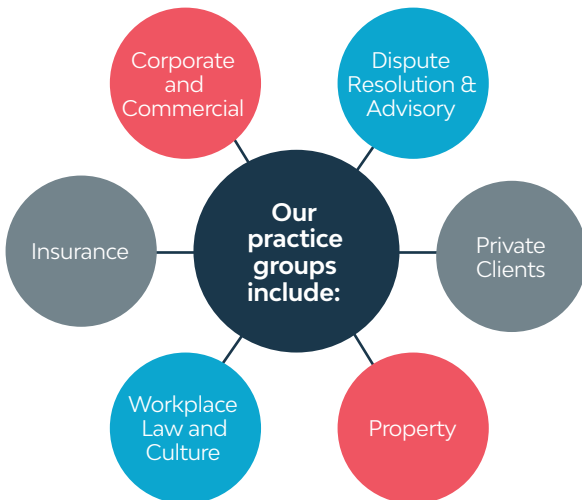 Corporate
and
Commercial
Dispute
Resolution &
Advisory
Our
practice
groups
include:
Insurance
Private
Clients
Workplace
Law and
Culture
Property